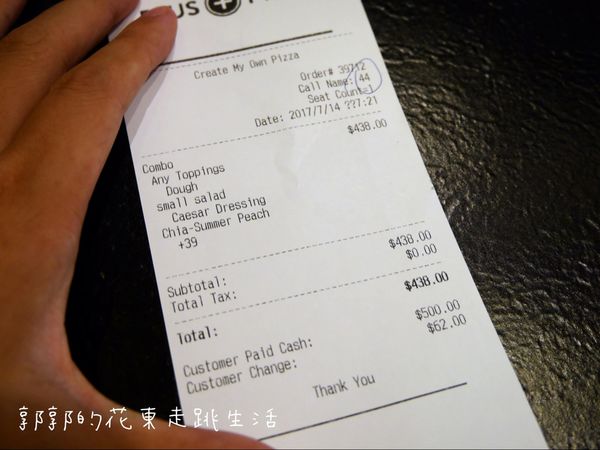 US
Create My Own Pizza
Order# 39712
Call Name: 44
Seat Count=1
Date: 2017/7/14 ??7:21
Combo $438.00
Any Toppings
Dough
small salad
Caesar Dressing
Chia-Summer Peach
+39
Subtotal: $438.00
Total Tax: $0.00
Total: $438.00
Customer Paid Cash: $500.00
Customer Change: $62.00
Thank You
郭郭的花東走跳生活